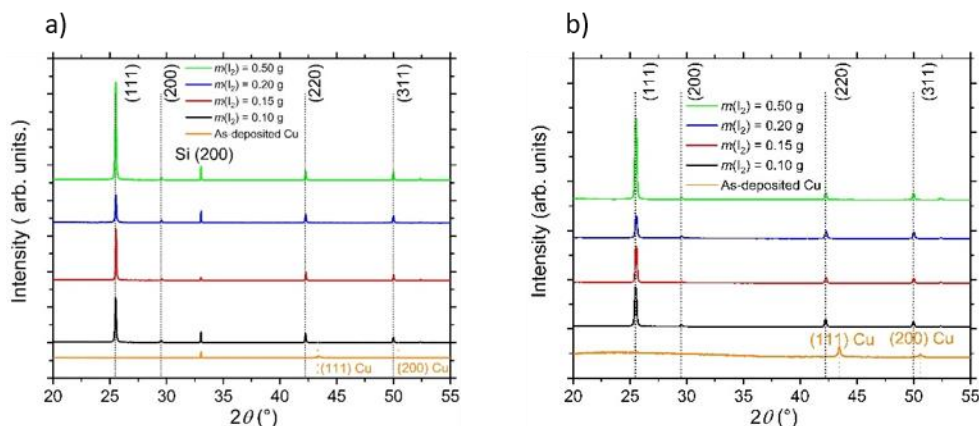 a)
(111)
(200)
(220)
(311)
m(I₂) = 0.50 g
m(I₂) = 0.20 g
m(I₂) = 0.15 g
m(I₂) = 0.10 g
As-deposited Cu
Si (200)
(111) Cu
(200) Cu
Intensity ( arb. units.)
20 25 30 35 40 45 50 55
2θ (°)
b)
(111)
(200)
(220)
(311)
m(I₂) = 0.50 g
m(I₂) = 0.20 g
m(I₂) = 0.15 g
m(I₂) = 0.10 g
As-deposited Cu
(111) Cu
(200) Cu
Intensity (arb. units)
20 25 30 35 40 45 50 55
2θ (°)